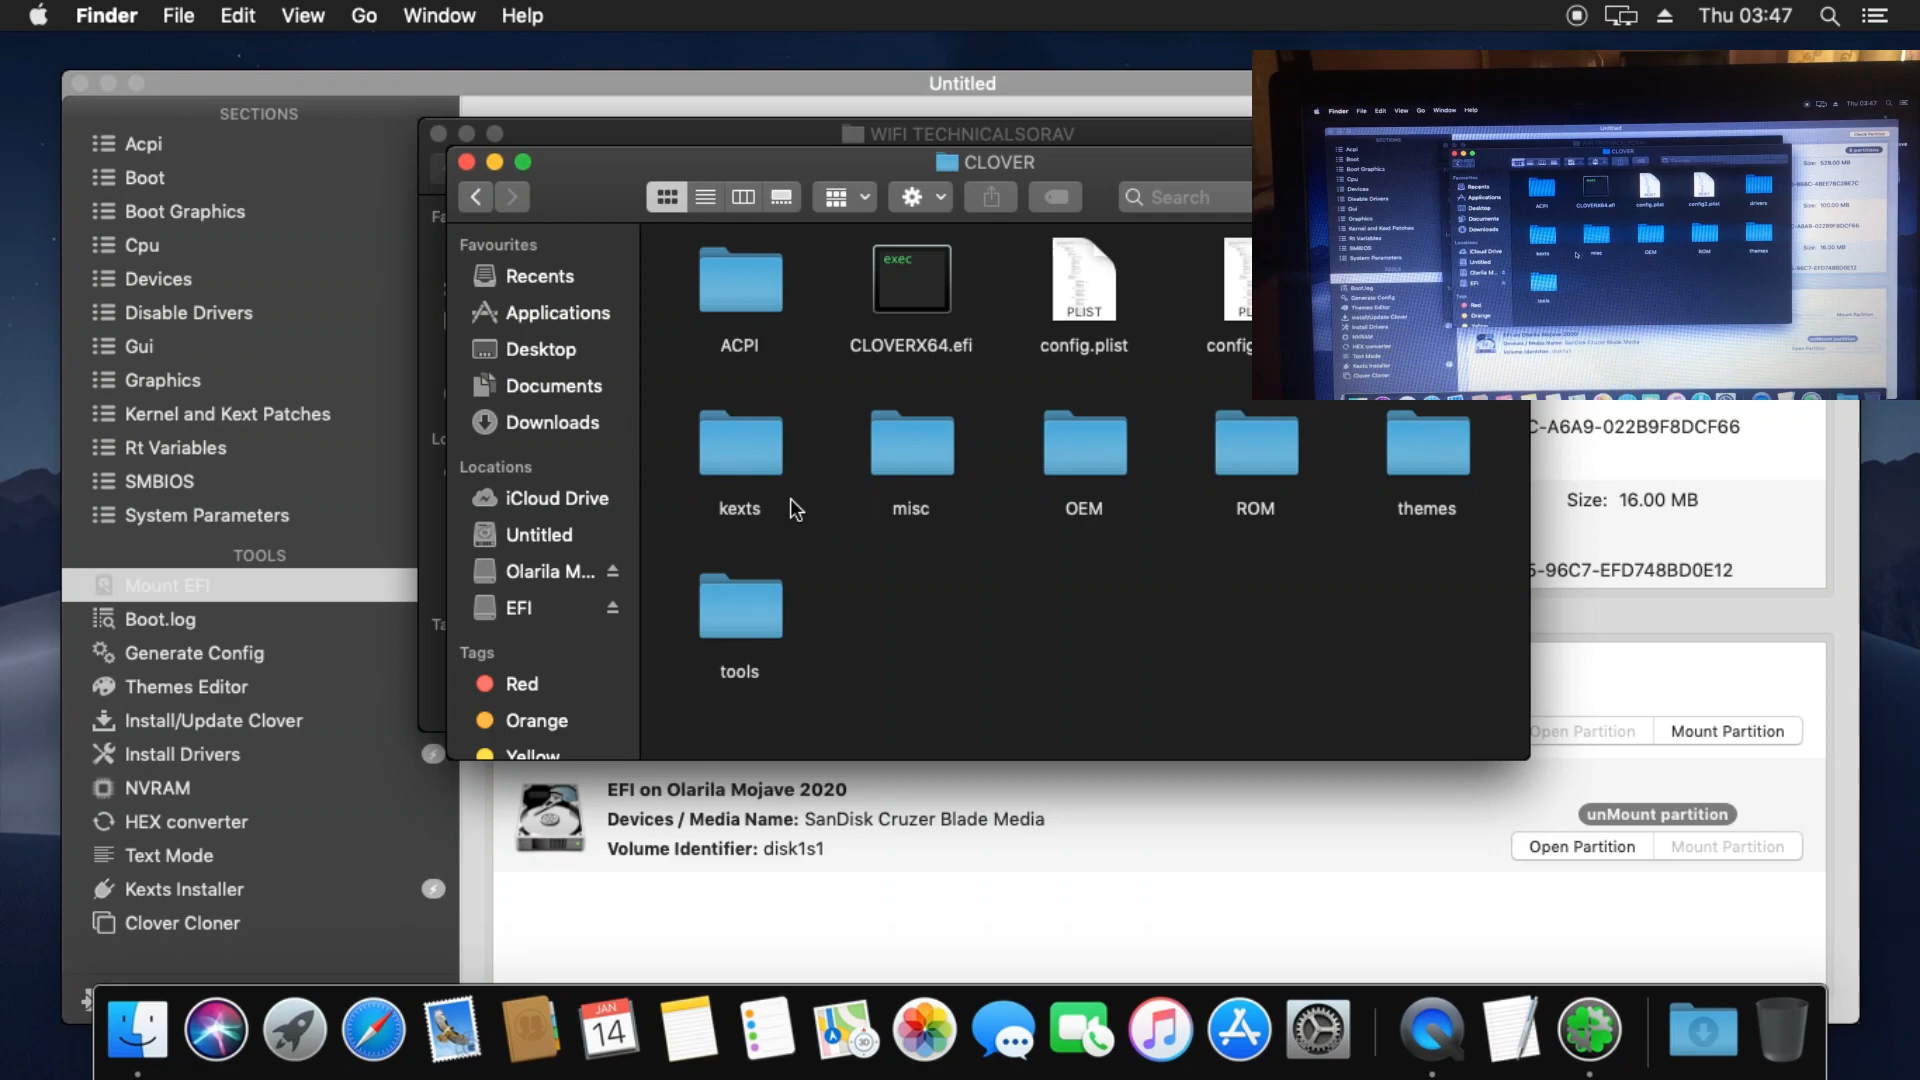 Finder File Edit View Go Window Help
Thu 03:47
Untitled
SECTIONS
Acpi
Boot
Boot Graphics
Cpu
Devices
Disable Drivers
Gui
Graphics
Kernel and Kext Patches
Rt Variables
SMBIOS
System Parameters
TOOLS
Mount EFI
Boot.log
Generate Config
Themes Editor
Install/Update Clover
Install Drivers
NVRAM
HEX converter
Text Mode
Kexts Installer
Clover Cloner
WIFI TECHNICALSORAV
CLOVER
Search
Favourites
Recents
Applications
Desktop
Documents
Downloads
Locations
iCloud Drive
Untitled
Olarila M...
EFI
Tags
Red
Orange
Yellow
exec
PLIST
ACPI
CLOVERX64.efi
config.plist
config
kexts
misc
OEM
ROM
themes
tools
C-A6A9-022B9F8DCF66
Size: 16.00 MB
5-96C7-EFD748BD0E12
Open Partition Mount Partition
EFI on Olarila Mojave 2020
Devices / Media Name: SanDisk Cruzer Blade Media
Volume Identifier: disk1s1
unMount partition
Open Partition Mount Partition
JAN
14
3D